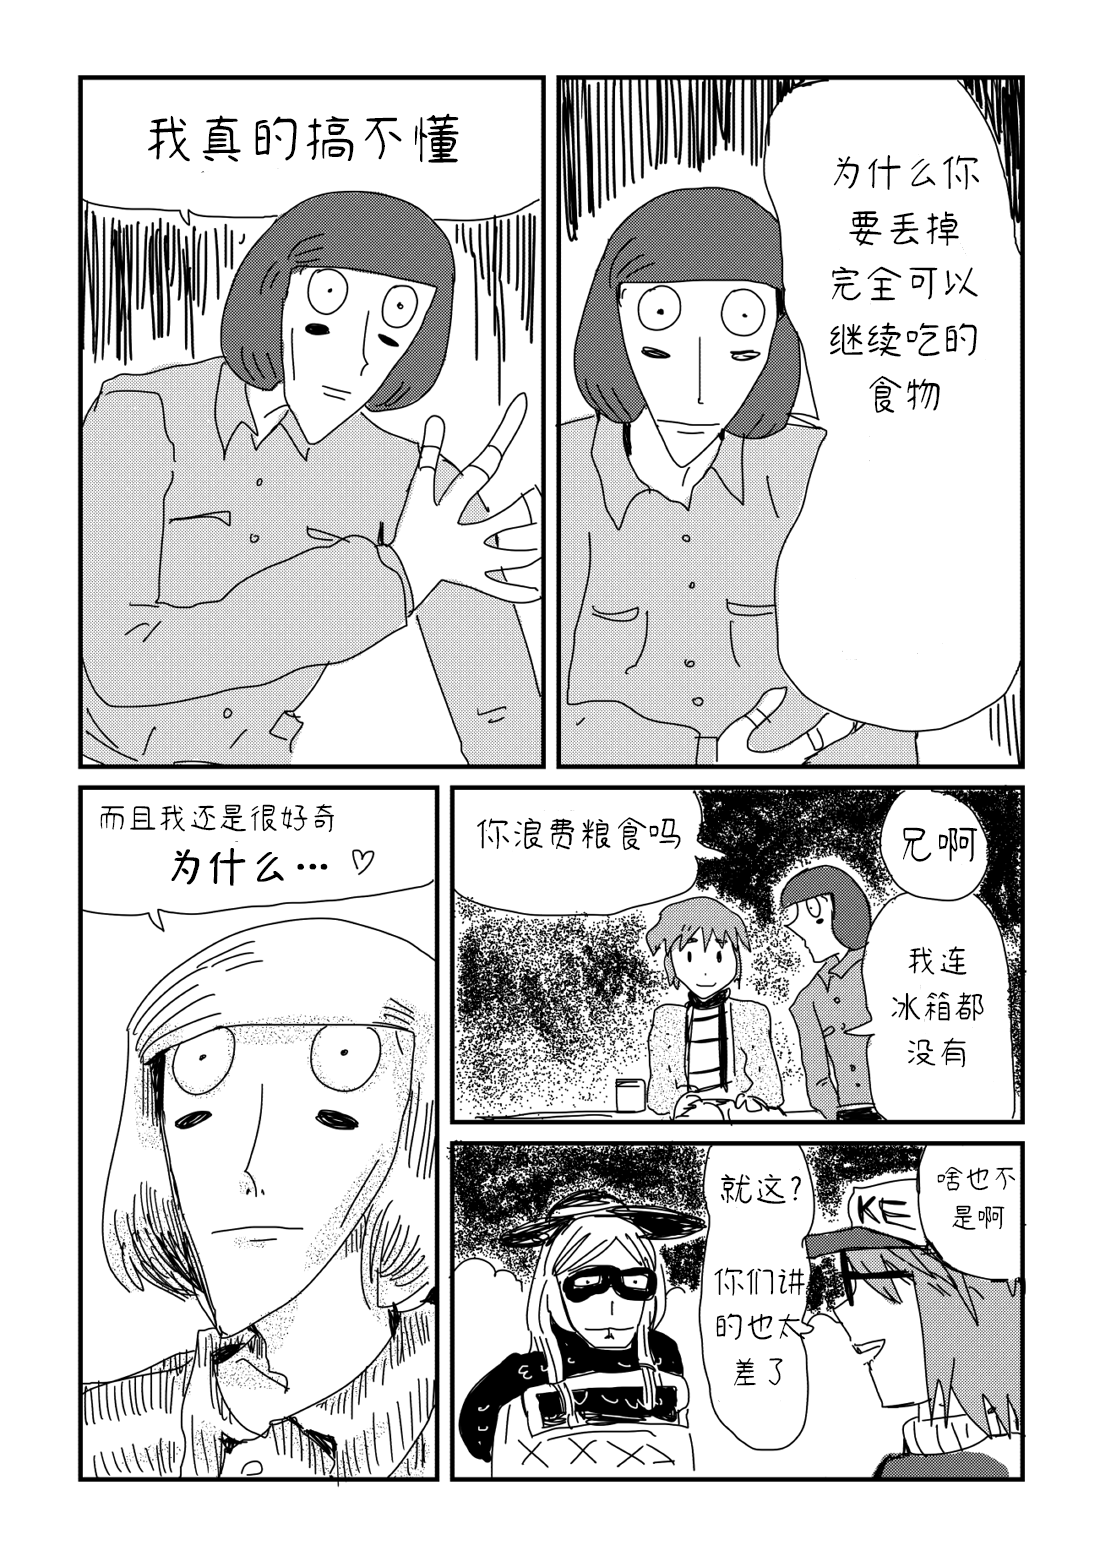 我真的搞不懂
为什么你
要丢掉
完全可以
继续吃的
食物
而且我还是很好奇
为什么…♡
你浪费粮食吗
兄啊
我连
冰箱都
没有
就这?
你们讲
的也太
差了
KE
啥也不
是啊